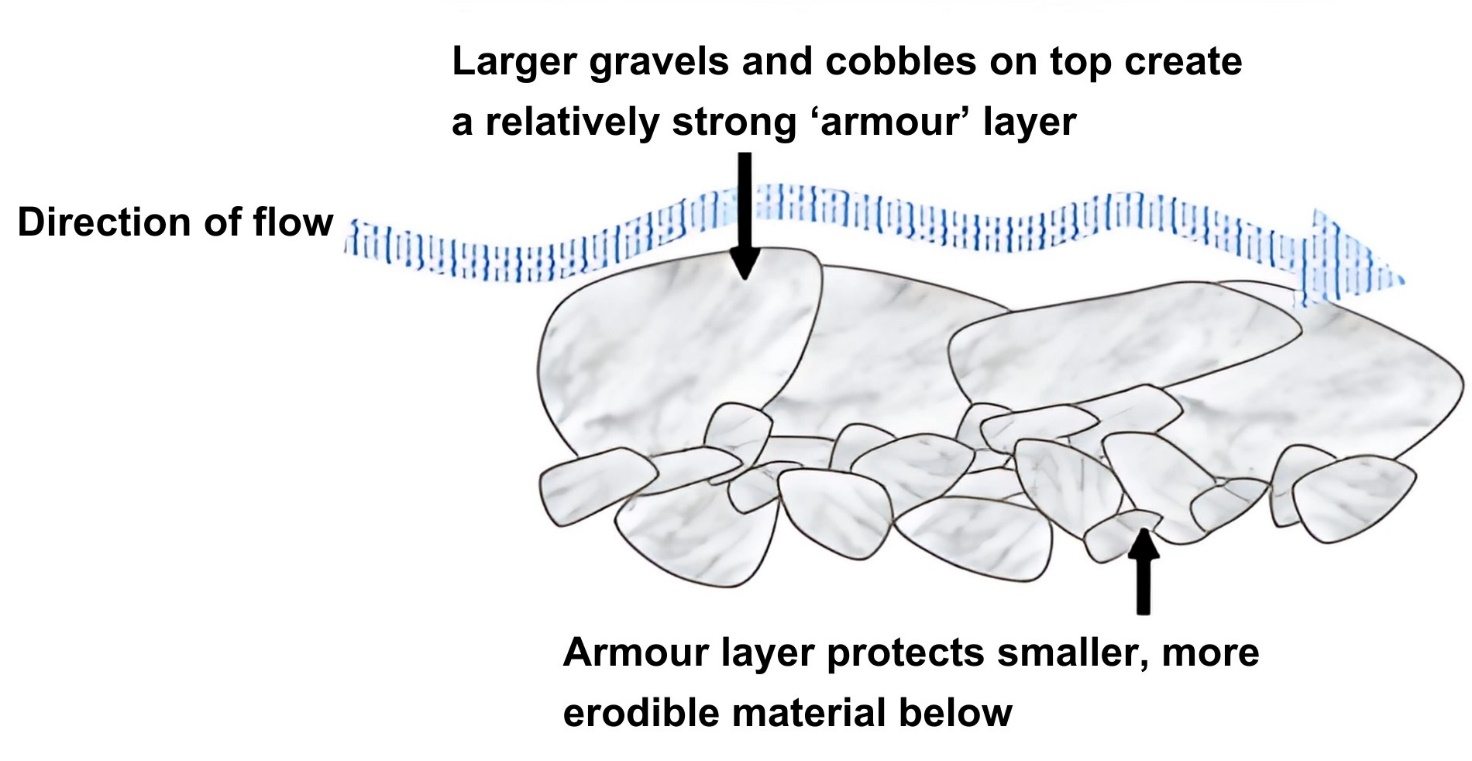 Larger gravels and cobbles on top create
a relatively strong ‘armour’ layer
Direction of flow
Armour layer protects smaller, more
erodible material below